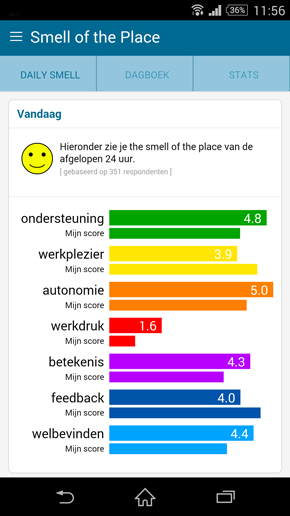 36% 11:56
Smell of the Place
DAILY SMELL DAGBOEK STATS
Vandaag
Hieronder zie je the smell of the place van de
afgelopen 24 uur.
[ gebaseerd op 351 respondenten ]
ondersteuning 4.8
Mijn score
werkplezier 3.9
Mijn score
autonomie 5.0
Mijn score
werkdruk 1.6
Mijn score
betekenis 4.3
Mijn score
feedback 4.0
Mijn score
welbevinden 4.4
Mijn score